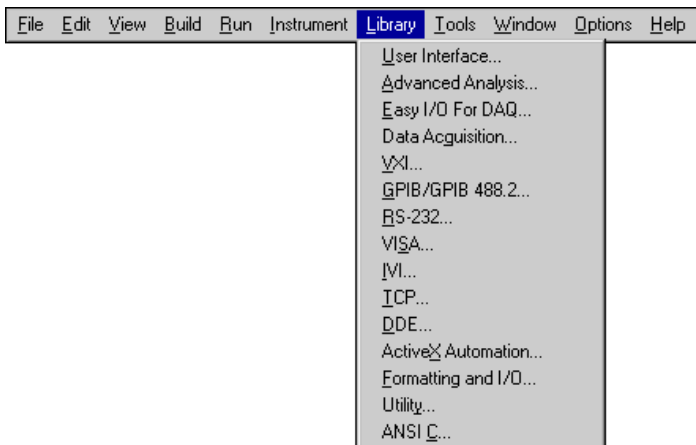 File Edit View Build Run Instrument Library Tools Window Options Help
User Interface...
Advanced Analysis...
Easy I/O For DAQ...
Data Acquisition...
VXI...
GPIB/GPIB 488.2...
RS-232...
VISA...
IVI...
TCP...
DDE...
ActiveX Automation...
Formatting and I/O...
Utility...
ANSI C...